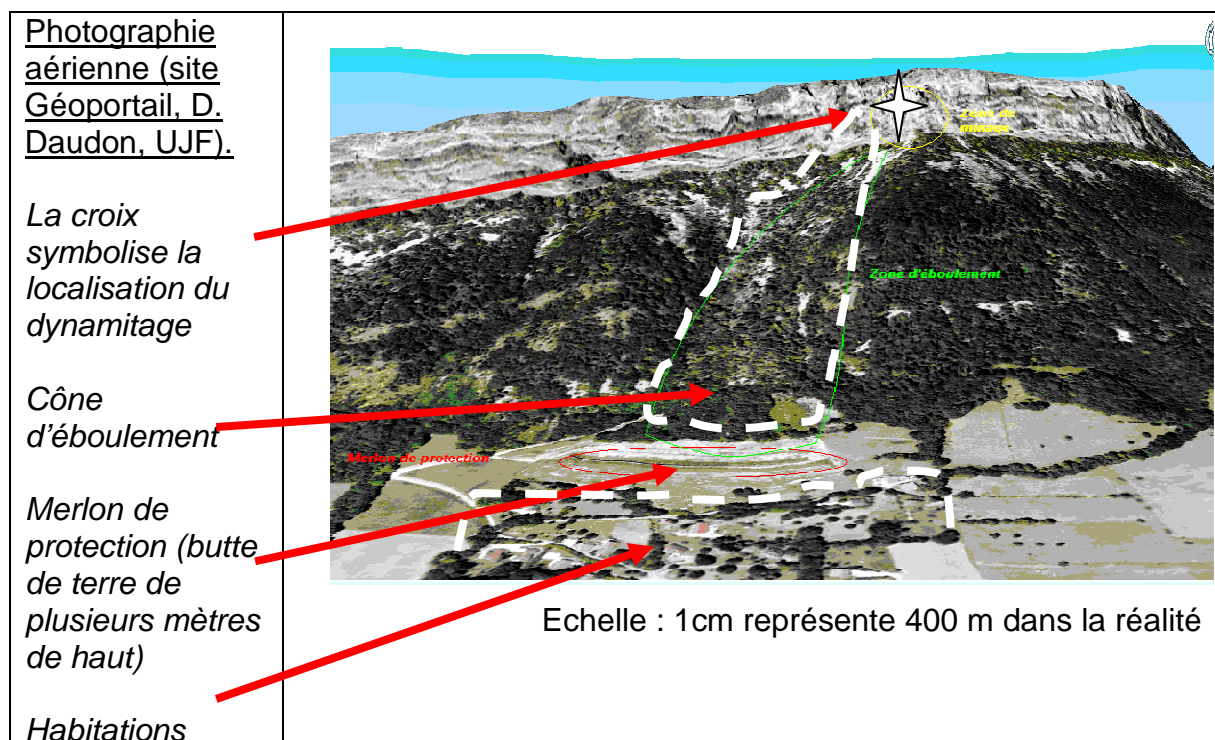 Photographie
aérienne (site
Géoportail, D.
Daudon, UJF).
La croix
symbolise la
localisation du
dynamitage
Cône
d'éboulement
Merlon de
protection (butte
de terre de
plusieurs mètres
de haut)
Habitations
Zone de
minage
Zone d'éboulement
Merlon de protection
Echelle : 1cm représente 400 m dans la réalité